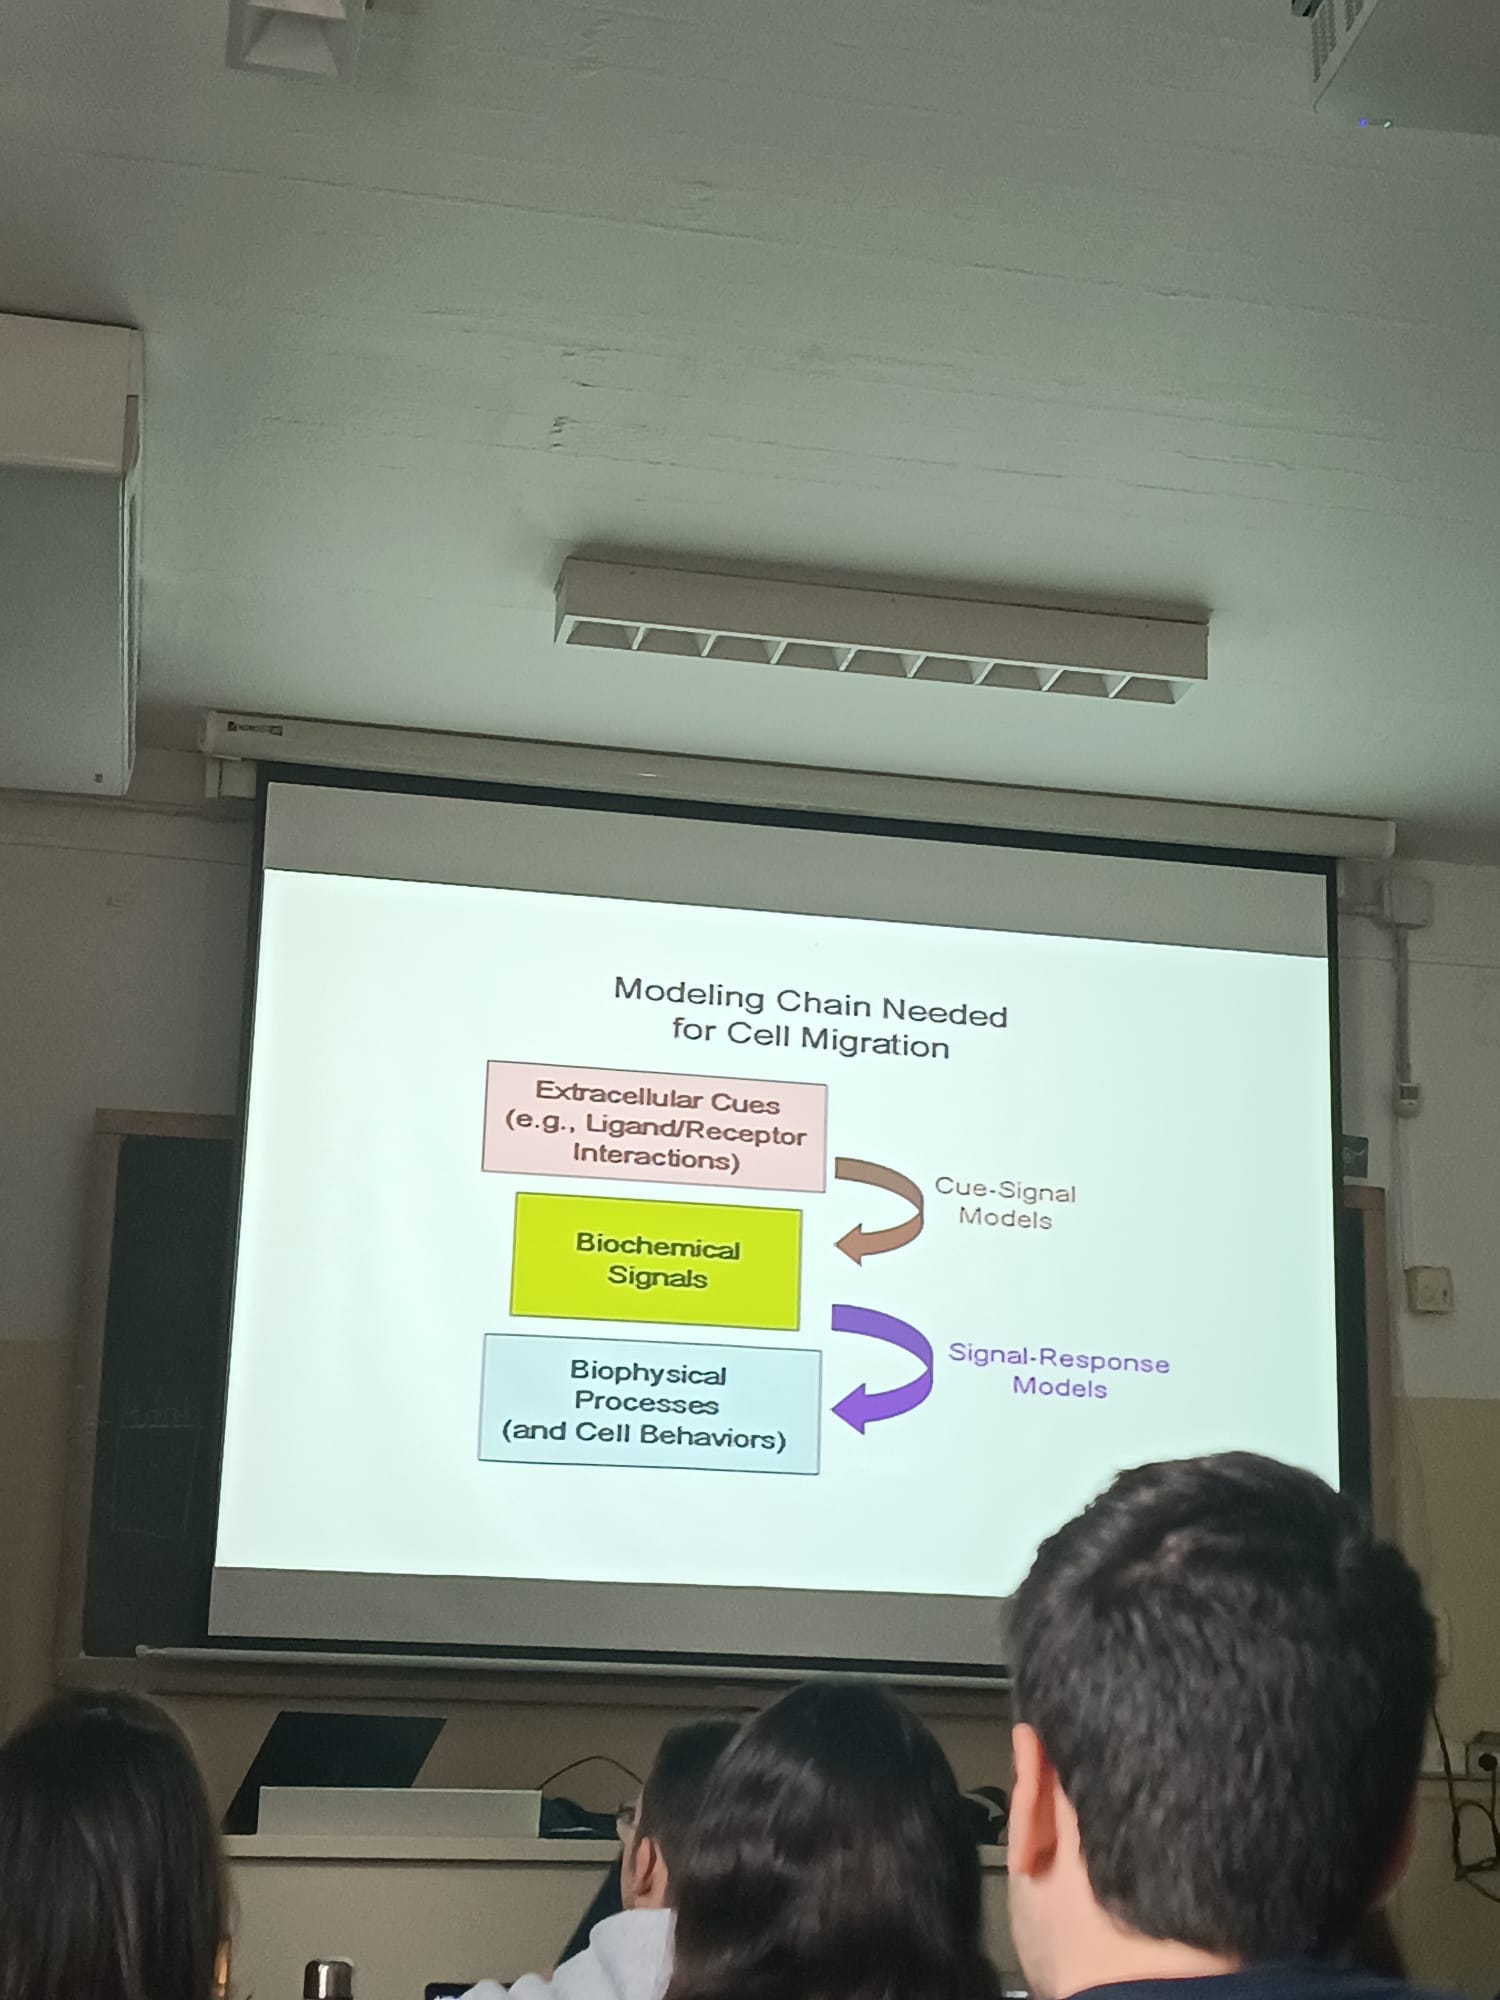 Modeling Chain Needed
for Cell Migration
Extracellular Cues
(e.g., Ligand/Receptor
Interactions)
Cue-Signal
Models
Biochemical
Signals
Signal-Response
Models
Biophysical
Processes
(and Cell Behaviors)